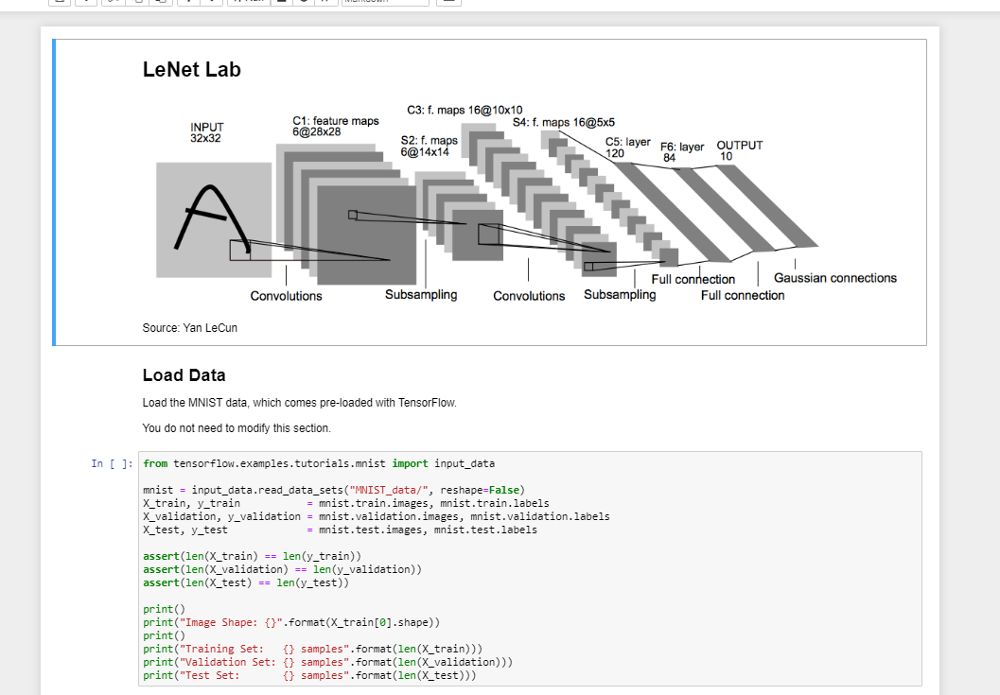 LeNet Lab
INPUT
32x32
C1: feature maps
6@28x28
S2: f. maps
6@14x14
C3: f. maps 16@10x10
S4: f. maps 16@5x5
C5: layer
120
F6: layer
84
OUTPUT
10
Convolutions
Subsampling
Convolutions
Subsampling
Full connection
Full connection
Gaussian connections
Source: Yan LeCun
Load Data
Load the MNIST data, which comes pre-loaded with TensorFlow.
You do not need to modify this section.
In [ ]: from tensorflow.examples.tutorials.mnist import input_data
mnist = input_data.read_data_sets("MNIST_data/", reshape=False)
X_train, y_train           = mnist.train.images, mnist.train.labels
X_validation, y_validation = mnist.validation.images, mnist.validation.labels
X_test, y_test             = mnist.test.images, mnist.test.labels
assert(len(X_train) == len(y_train))
assert(len(X_validation) == len(y_validation))
assert(len(X_test) == len(y_test))
print()
print("Image Shape: {}".format(X_train[0].shape))
print()
print("Training Set:   {} samples".format(len(X_train)))
print("Validation Set: {} samples".format(len(X_validation)))
print("Test Set:       {} samples".format(len(X_test)))